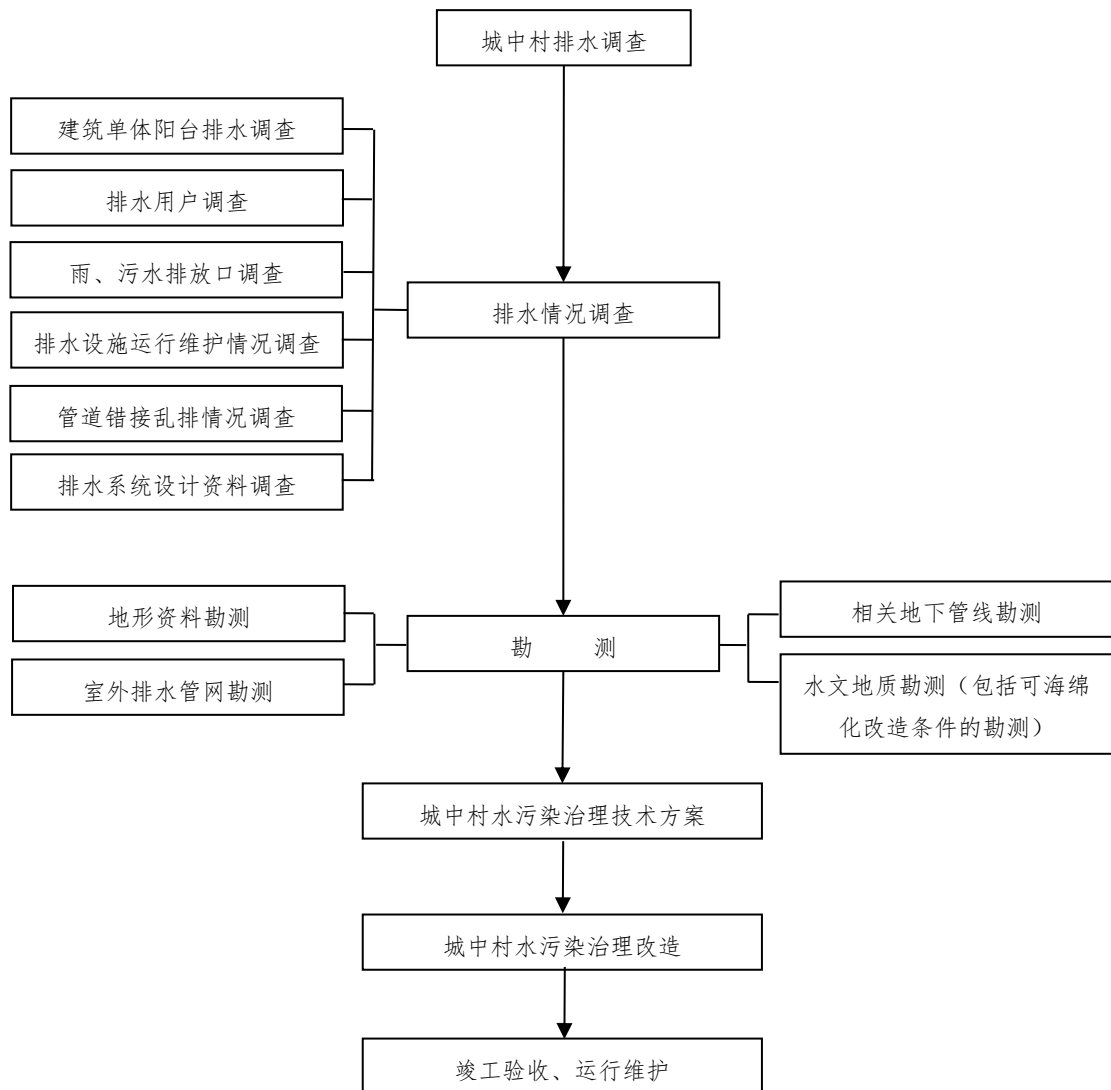 城中村排水调查
建筑单体阳台排水调查
排水用户调查
雨、污水排放口调查
排水情况调查
排水设施运行维护情况调查
管道错接乱排情况调查
排水系统设计资料调查
地形资料勘测
室外排水管网勘测
勘 测
相关地下管线勘测
水文地质勘测（包括可海绵
化改造条件的勘测）
城中村水污染治理技术方案
城中村水污染治理改造
竣工验收、运行维护